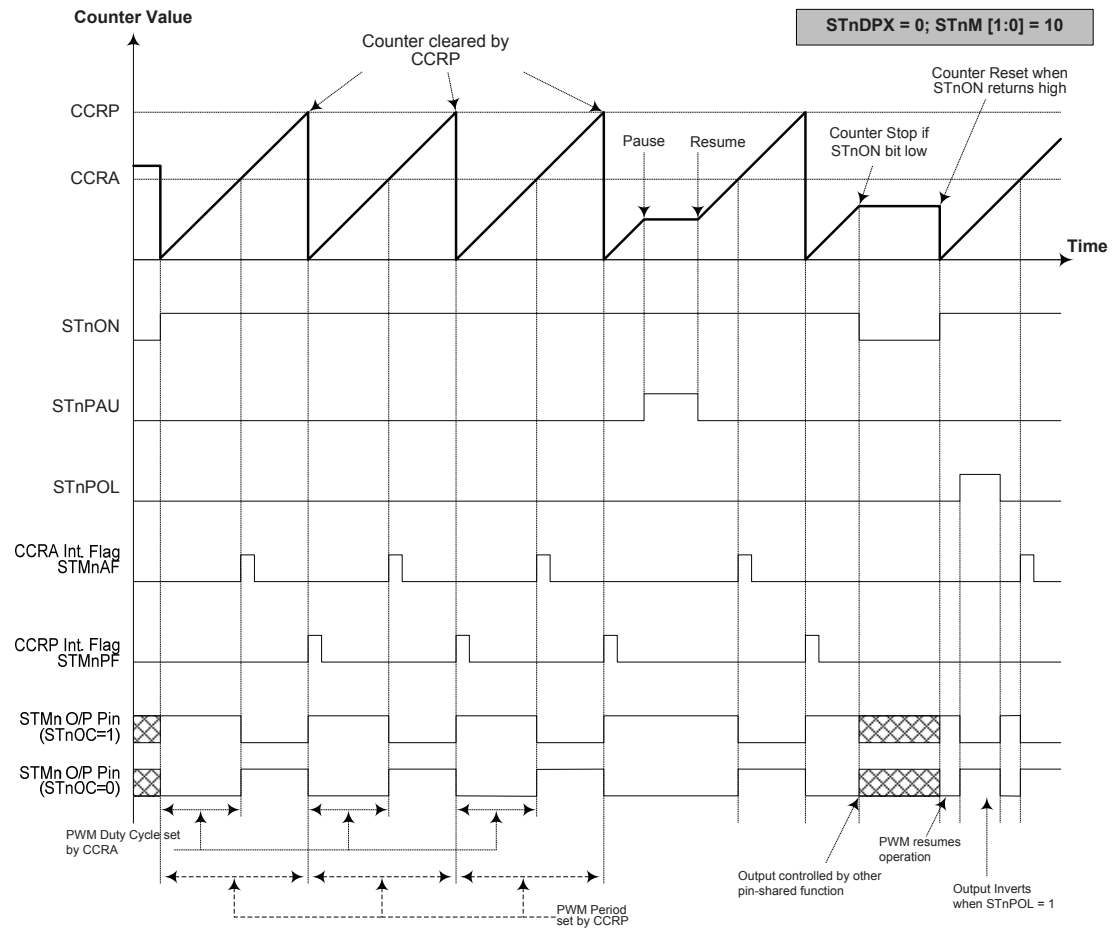 Counter Value
STnDPX = 0; STnM [1:0] = 10
Counter cleared by
CCRP
Counter Reset when
STnON returns high
CCRP
Pause
Resume
Counter Stop if
STnON bit low
CCRA
Time
STnON
STnPAU
STnPOL
CCRA Int. Flag
STMnAF
CCRP Int. Flag
STMnPF
STMn O/P Pin
(STnOC=1)
STMn O/P Pin
(STnOC=0)
PWM Duty Cycle set
by CCRA
PWM resumes
operation
Output controlled by other
pin-shared function
Output Inverts
when STnPOL = 1
PWM Period
set by CCRP